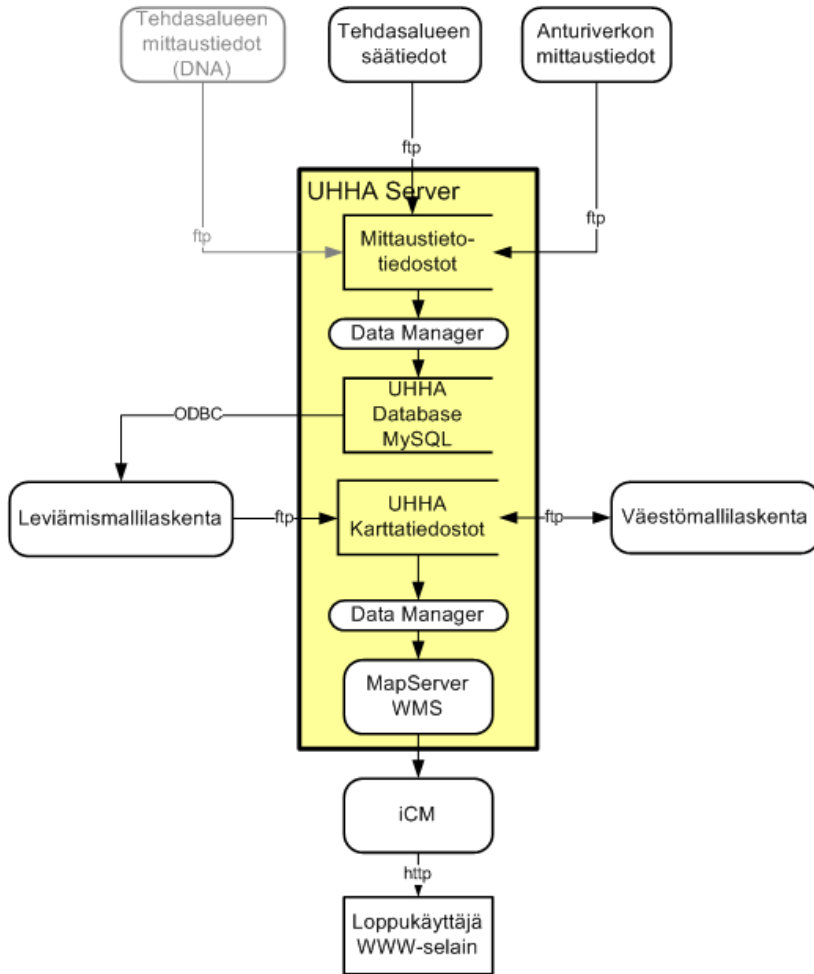 Tehdasalueen
mittaustiedot
(DNA)
Tehdasalueen
säätiedot
Anturiverkon
mittaustiedot
ftp
UHHA Server
ftp
ftp
Mittaustieto-
tiedostot
Data Manager
UHHA
Database
MySQL
ODBC
Leviämismallilaskenta
ftp
UHHA
Karttatiedostot
ftp
Väestömallilaskenta
Data Manager
MapServer
WMS
iCM
http
Loppukäyttäjä
WWW-selain